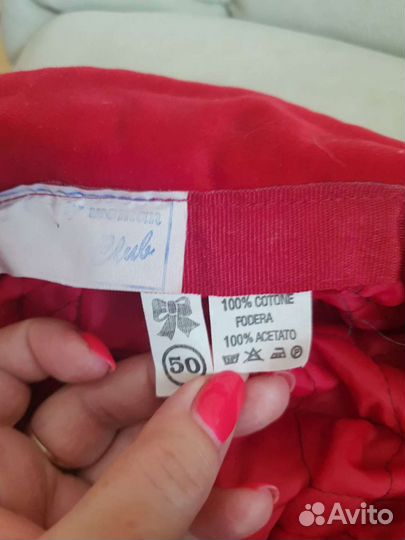 Club
50
100% COTONE
FODERA
100% ACETATO
Avito